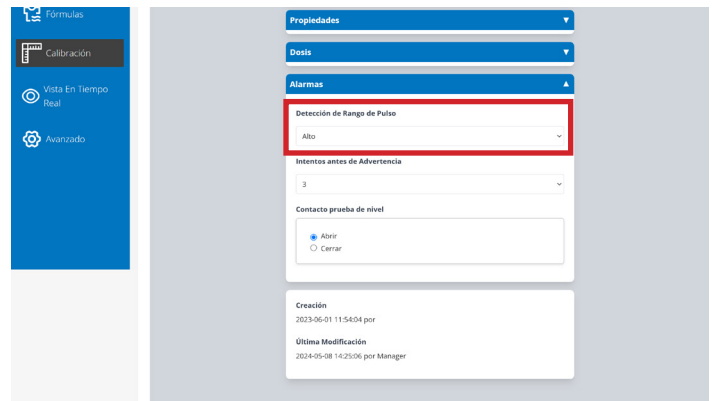 Fórmulas
Calibración
Vista En Tiempo
Real
Avanzado
Propiedades
Dosis
Alarmas
Detección de Rango de Pulso
Alto
Intentos antes de Advertencia
3
Contacto prueba de nivel
Abrir
Cerrar
Creación
2023-06-01 11:54:04 por
Última Modificación
2024-05-08 14:25:06 por Manager